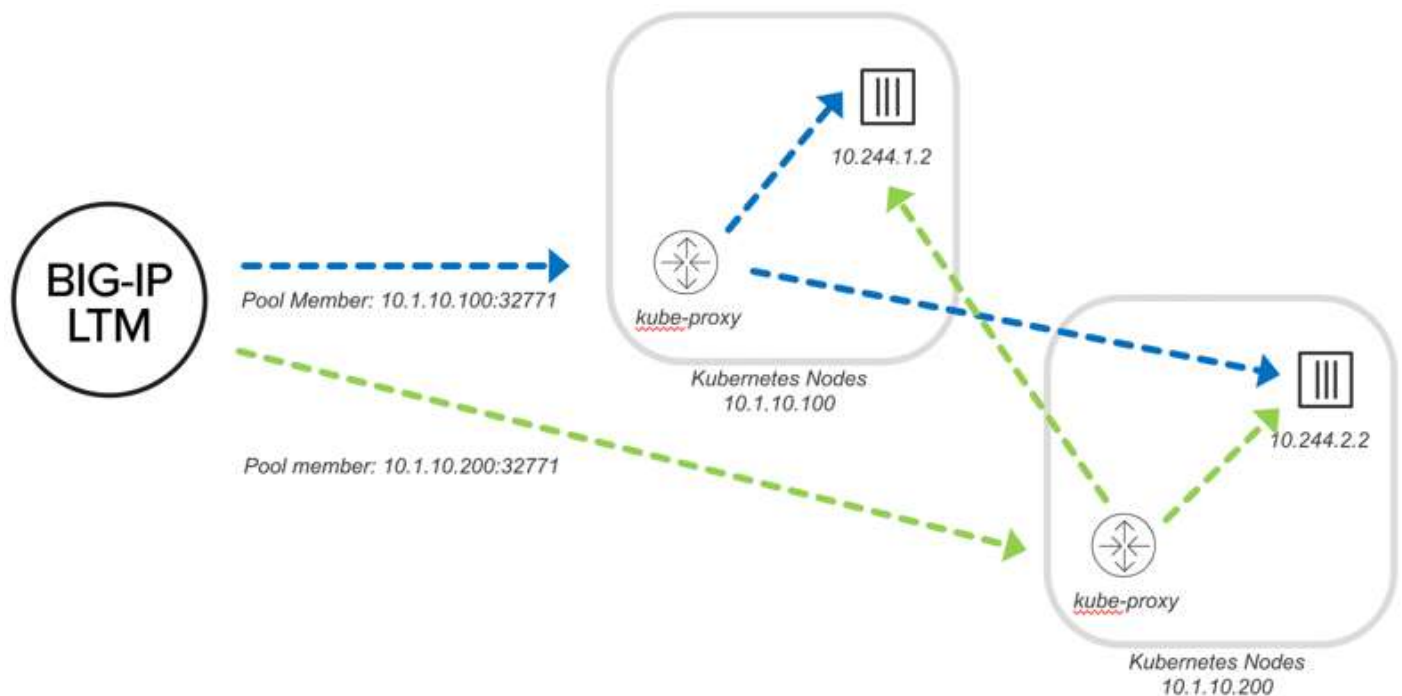 BIG-IP
LTM
Pool Member: 10.1.10.100:32771
Pool member: 10.1.10.200:32771
10.244.1.2
kube-proxy
Kubernetes Nodes
10.1.10.100
10.244.2.2
kube-proxy
Kubernetes Nodes
10.1.10.200